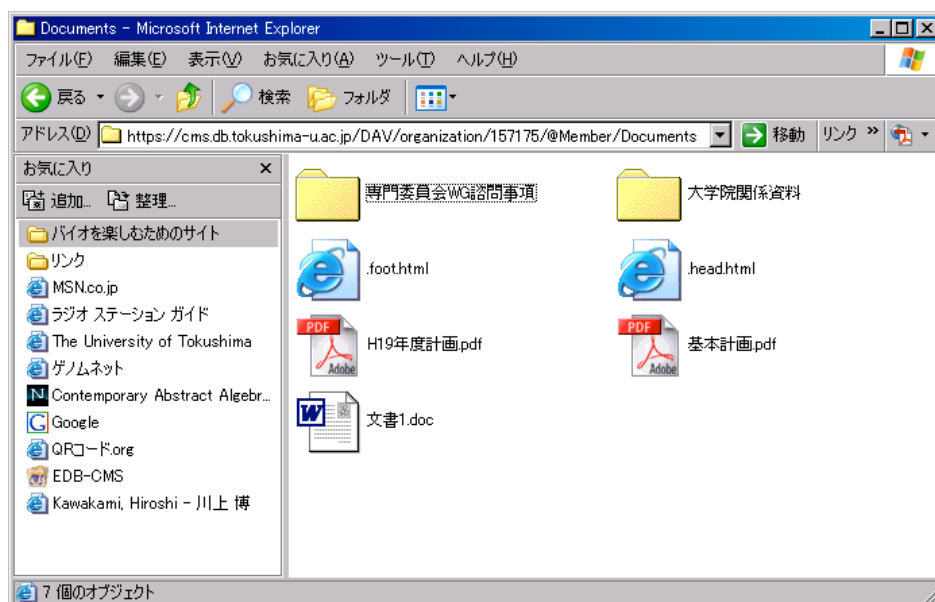 Documents - Microsoft Internet Explorer
ファイル(F) 編集(E) 表示(V) お気に入り(A) ツール(T) ヘルプ(H)
戻る 検索 フォルダ
アドレス(D) https://cms.db.tokushima-u.ac.jp/DAV/organization/157175/@Member/Documents 移動 リンク »
お気に入り ×
追加... 整理...
バイオを楽しむためのサイト
リンク
MSN.co.jp
ラジオ ステーション ガイド
The University of Tokushima
ゲノムネット
Contemporary Abstract Algebr...
Google
QRコード.org
EDB-CMS
Kawakami, Hiroshi - 川上 博
専門委員会WG諮問事項 大学院関係資料
.foot.html .head.html
PDF Adobe H19年度計画.pdf PDF Adobe 基本計画.pdf
W 文書1.doc
7 個のオブジェクト